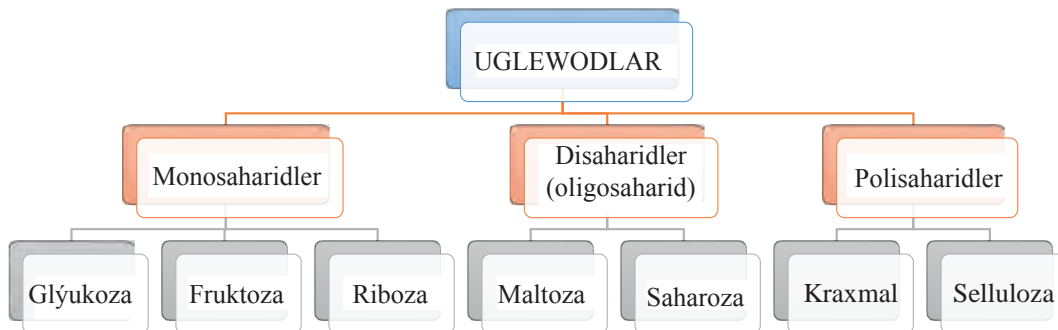 UGLEWODLAR
Monosaharidler
Disaharidler
(oligosaharid)
Polisaharidler
Glýukoza
Fruktoza
Riboza
Maltoza
Saharoza
Kraxmal
Selluloza